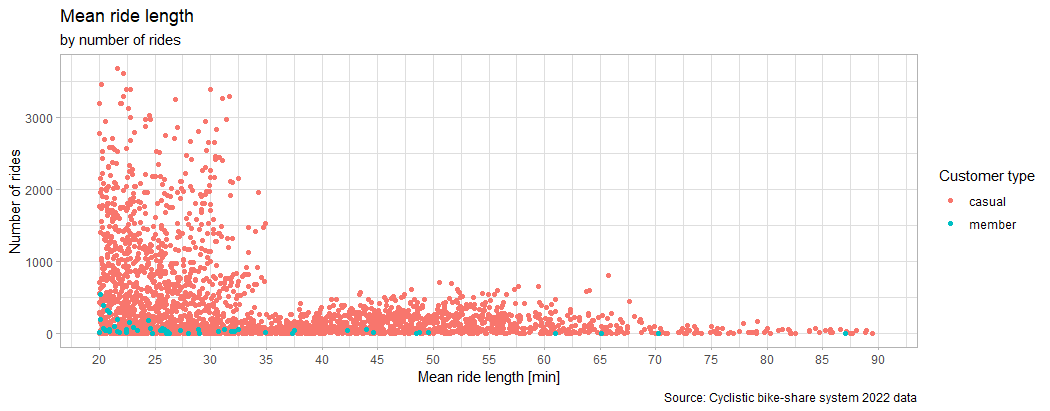 Mean ride length
by number of rides
Number of rides
3000
2000
1000
0
20 25 30 35 40 45 50 55 60 65 70 75 80 85 90
Mean ride length [min]
Customer type
casual
member
Source: Cyclistic bike-share system 2022 data